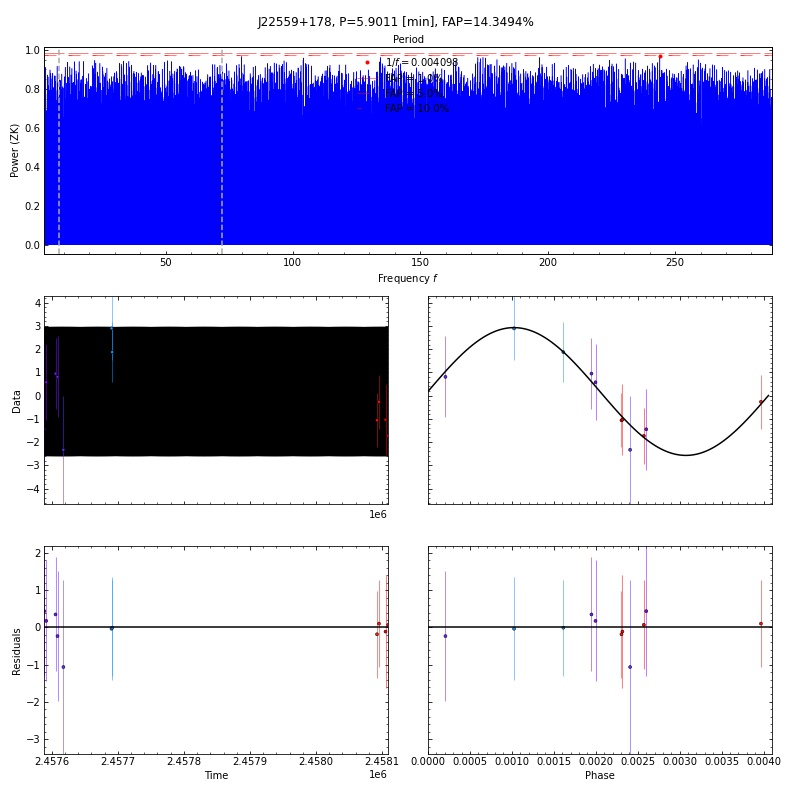 J22559+178, P=5.9011 [min], FAP=14.3494%
Period
1.0
0.8
0.6
0.4
0.2
0.0
Power (ZK)
1/f = 0.004098
FAP = 10.0%
50 100 150 200 250
Frequency f
4
3
2
1
0
−1
−2
−3
−4
Data
1e6
2
1
0
−1
−2
−3
Residuals
2.4576 2.4577 2.4578 2.4579 2.4580 2.4581
1e6
Time
0.0000 0.0005 0.0010 0.0015 0.0020 0.0025 0.0030 0.0035 0.0040
Phase